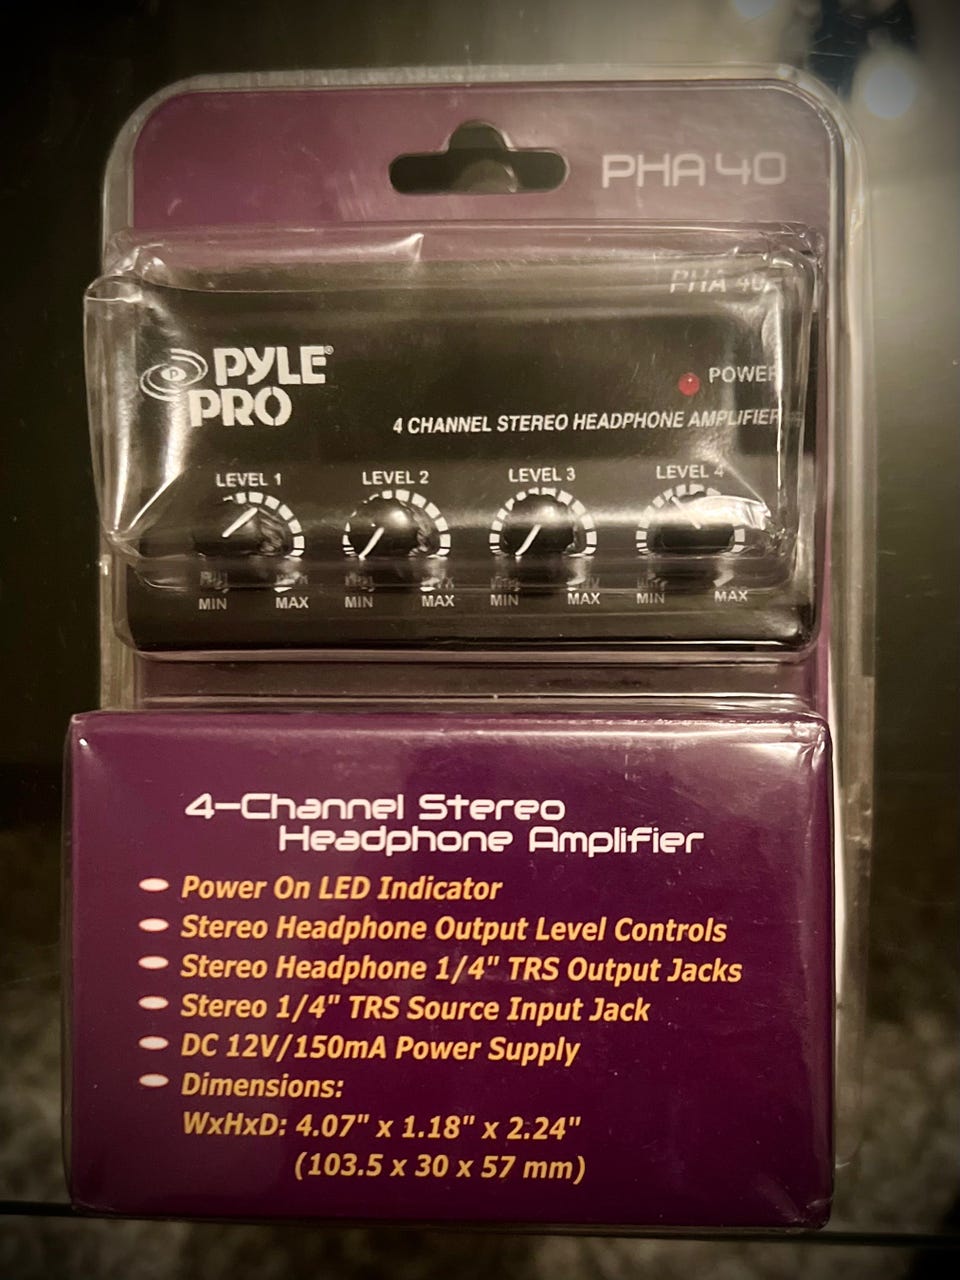 PHA 40
PHA 40
P
PYLE®
PRO
POWER
4 CHANNEL STEREO HEADPHONE AMPLIFIER
LEVEL 1 LEVEL 2 LEVEL 3 LEVEL 4
MIN MAX MIN MAX MIN MAX MIN MAX
4-Channel Stereo
Headphone Amplifier
Power On LED Indicator
Stereo Headphone Output Level Controls
Stereo Headphone 1/4" TRS Output Jacks
Stereo 1/4" TRS Source Input Jack
DC 12V/150mA Power Supply
Dimensions:
WxHxD: 4.07" x 1.18" x 2.24"
(103.5 x 30 x 57 mm)